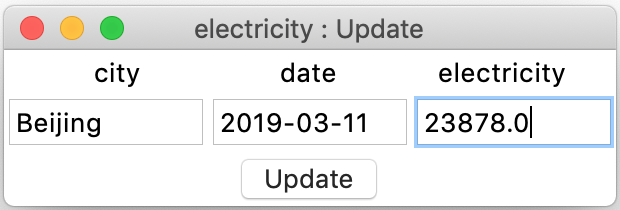 electricity : Update
city date electricity
Beijing 2019-03-11 23878.0
Update